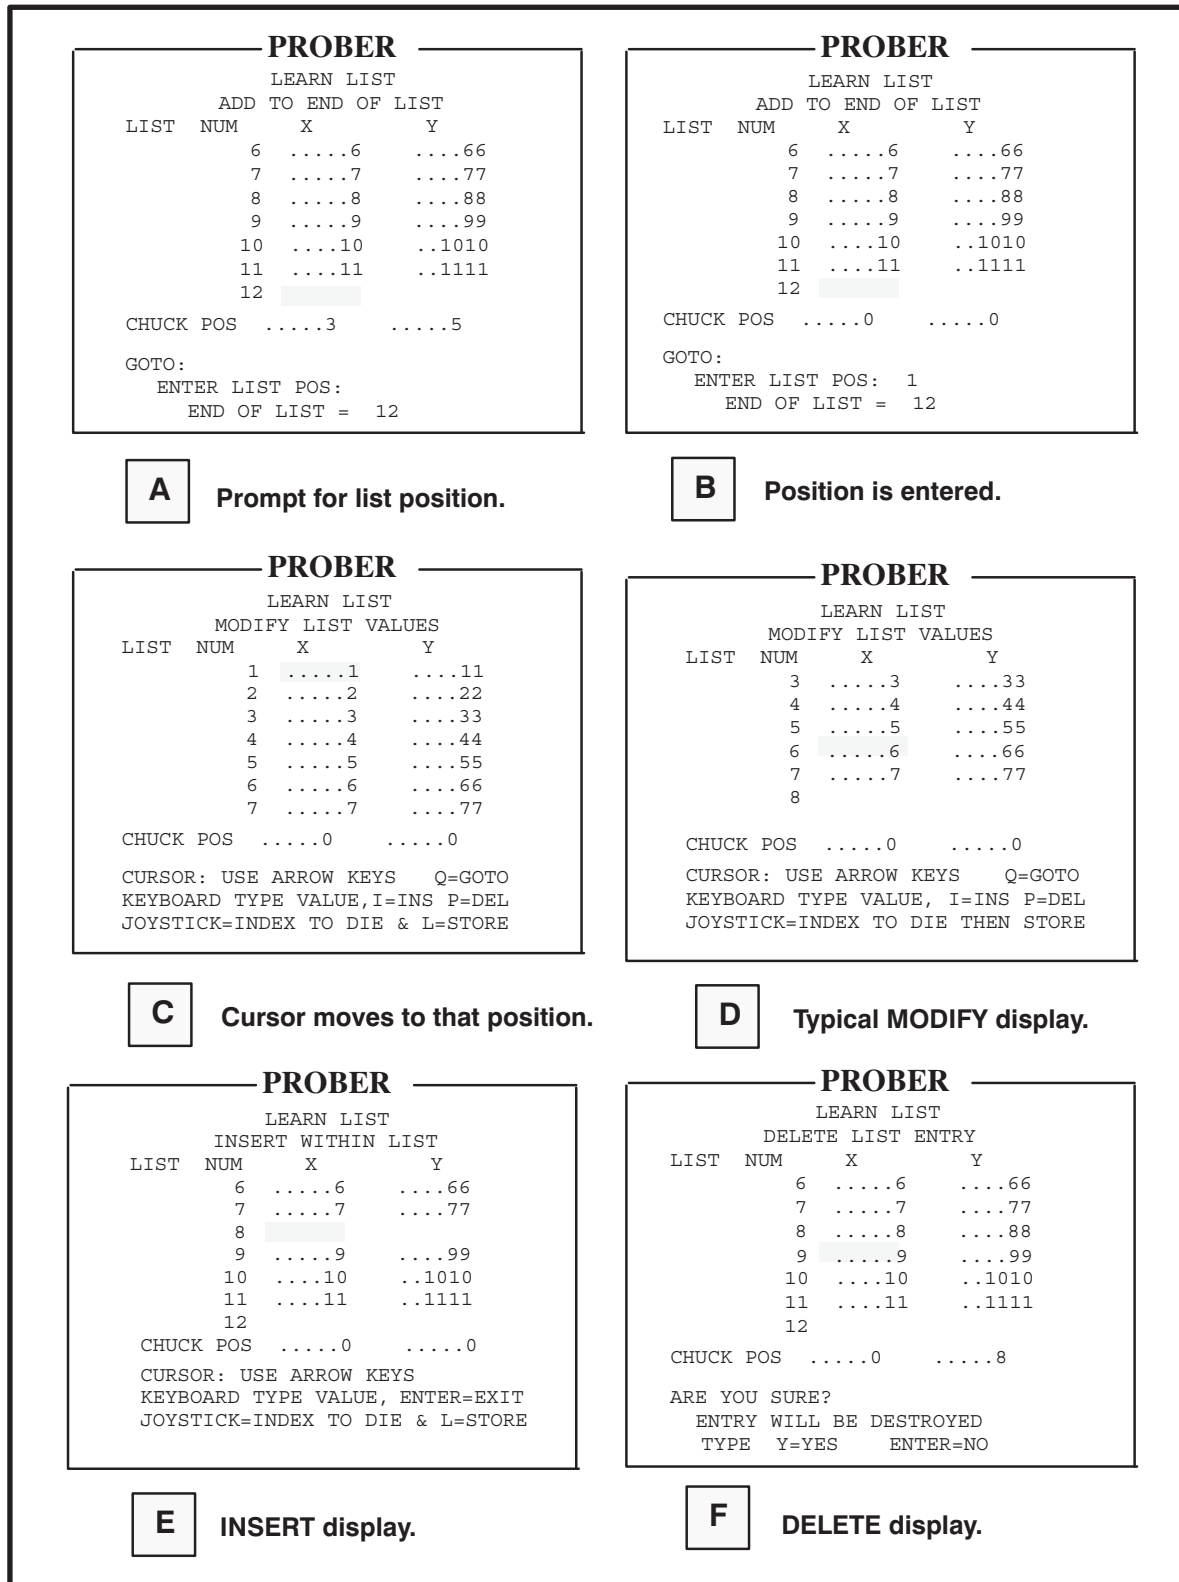 PROBER
LEARN LIST
ADD TO END OF LIST
LIST NUM X Y
6 .....6 ....66
7 .....7 ....77
8 .....8 ....88
9 .....9 ....99
10 ....10 ..1010
11 ....11 ..1111
12
CHUCK POS .....3 .....5
GOTO:
ENTER LIST POS:
END OF LIST = 12
A Prompt for list position.
PROBER
LEARN LIST
ADD TO END OF LIST
LIST NUM X Y
6 .....6 ....66
7 .....7 ....77
8 .....8 ....88
9 .....9 ....99
10 ....10 ..1010
11 ....11 ..1111
12
CHUCK POS .....0 .....0
GOTO:
ENTER LIST POS: 1
END OF LIST = 12
B Position is entered.
PROBER
LEARN LIST
MODIFY LIST VALUES
LIST NUM X Y
1 .....1 ....11
2 .....2 ....22
3 .....3 ....33
4 .....4 ....44
5 .....5 ....55
6 .....6 ....66
7 .....7 ....77
CHUCK POS .....0 .....0
CURSOR: USE ARROW KEYS Q=GOTO
KEYBOARD TYPE VALUE,I=INS P=DEL
JOYSTICK=INDEX TO DIE & L=STORE
C Cursor moves to that position.
PROBER
LEARN LIST
MODIFY LIST VALUES
LIST NUM X Y
3 .....3 ....33
4 .....4 ....44
5 .....5 ....55
6 .....6 ....66
7 .....7 ....77
8
CHUCK POS .....0 .....0
CURSOR: USE ARROW KEYS Q=GOTO
KEYBOARD TYPE VALUE, I=INS P=DEL
JOYSTICK=INDEX TO DIE THEN STORE
D Typical MODIFY display.
PROBER
LEARN LIST
INSERT WITHIN LIST
LIST NUM X Y
6 .....6 ....66
7 .....7 ....77
8
9 .....9 ....99
10 ....10 ..1010
11 ....11 ..1111
12
CHUCK POS .....0 .....0
CURSOR: USE ARROW KEYS
KEYBOARD TYPE VALUE, ENTER=EXIT
JOYSTICK=INDEX TO DIE & L=STORE
E INSERT display.
PROBER
LEARN LIST
DELETE LIST ENTRY
LIST NUM X Y
6 .....6 ....66
7 .....7 ....77
8 .....8 ....88
9 .....9 ....99
10 ....10 ..1010
11 ....11 ..1111
12
CHUCK POS .....0 .....8
ARE YOU SURE?
ENTRY WILL BE DESTROYED
TYPE Y=YES ENTER=NO
F DELETE display.